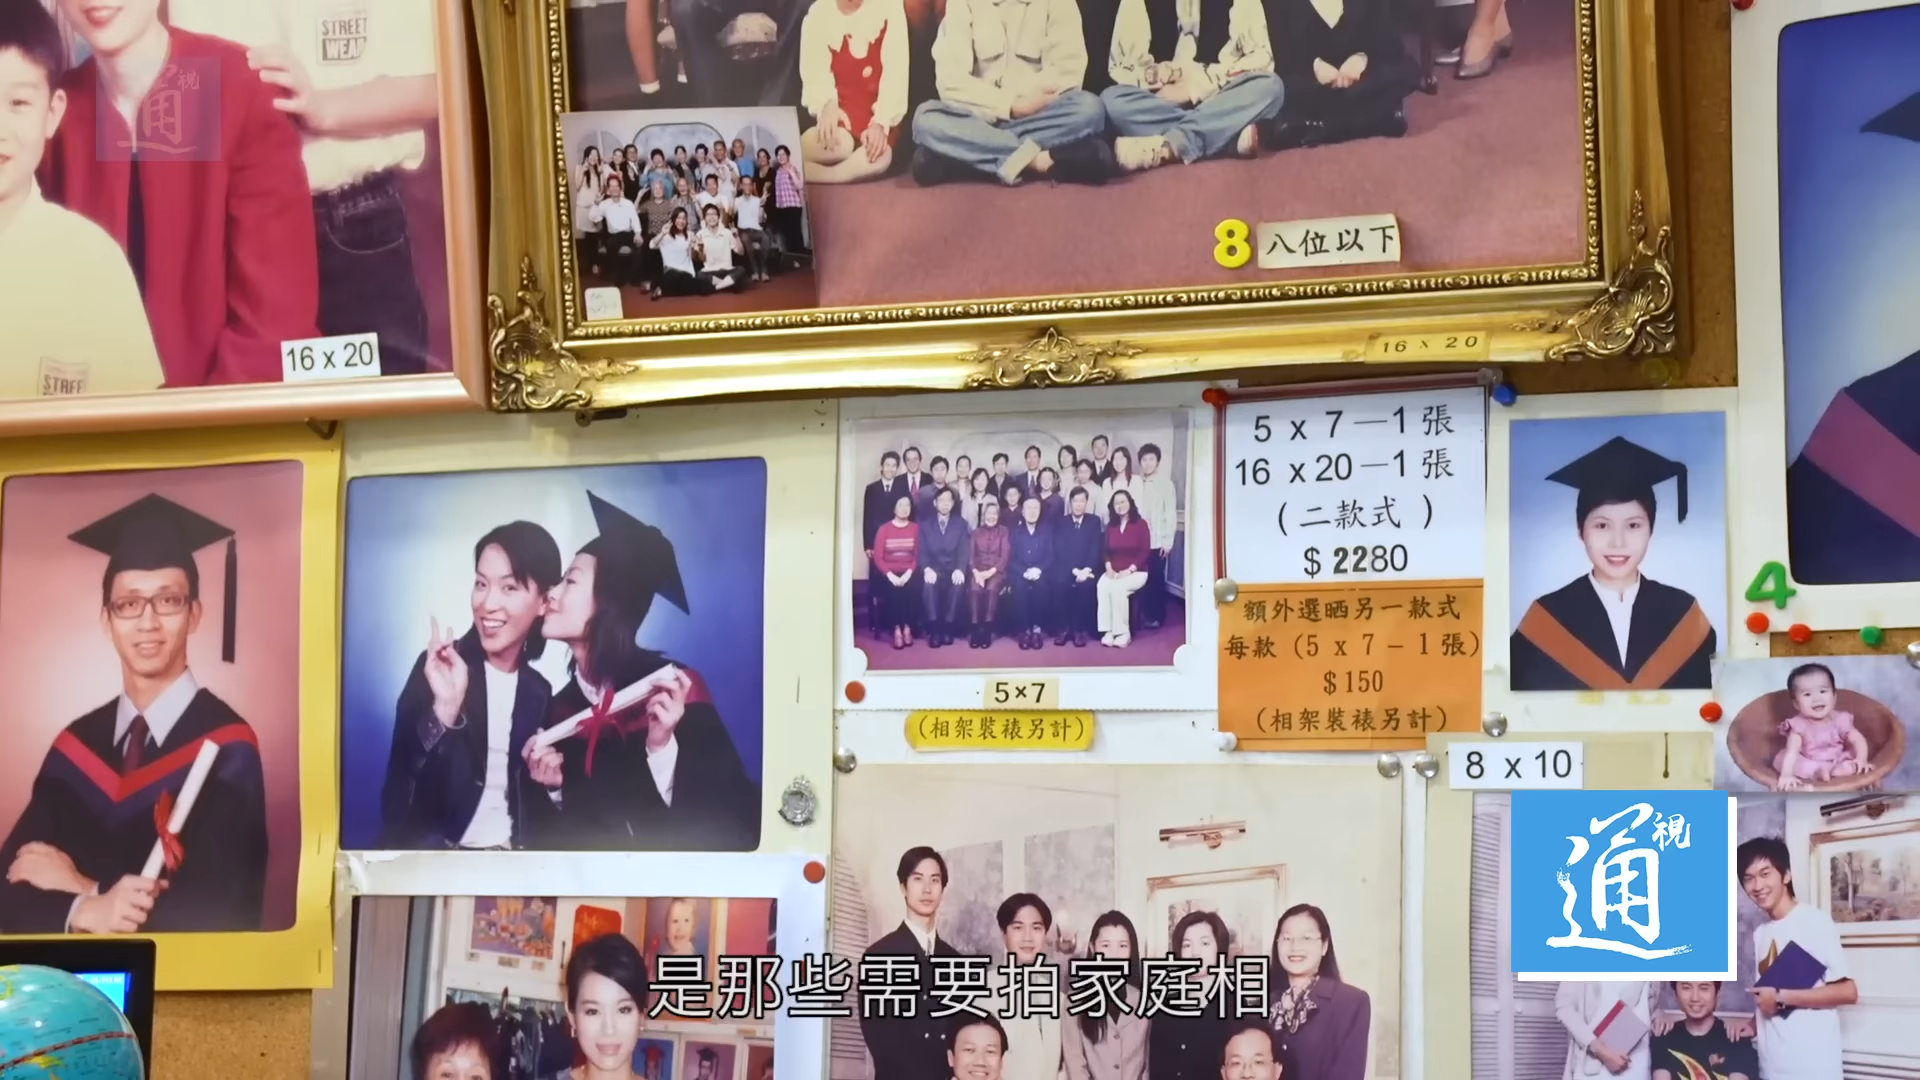 STREET
WEAR
通視
8 八位以下
16 x 20
16 x 20
STREE
5 x 7 — 1 張
16 x 20 — 1 張
( 二款式 )
$ 2280
額外選晒另一款式
每款 (5 x 7 – 1 張)
$150
(相架裝裱另計)
5×7
(相架裝裱另計)
4
8 x 10
通視
是那些需要拍家庭相